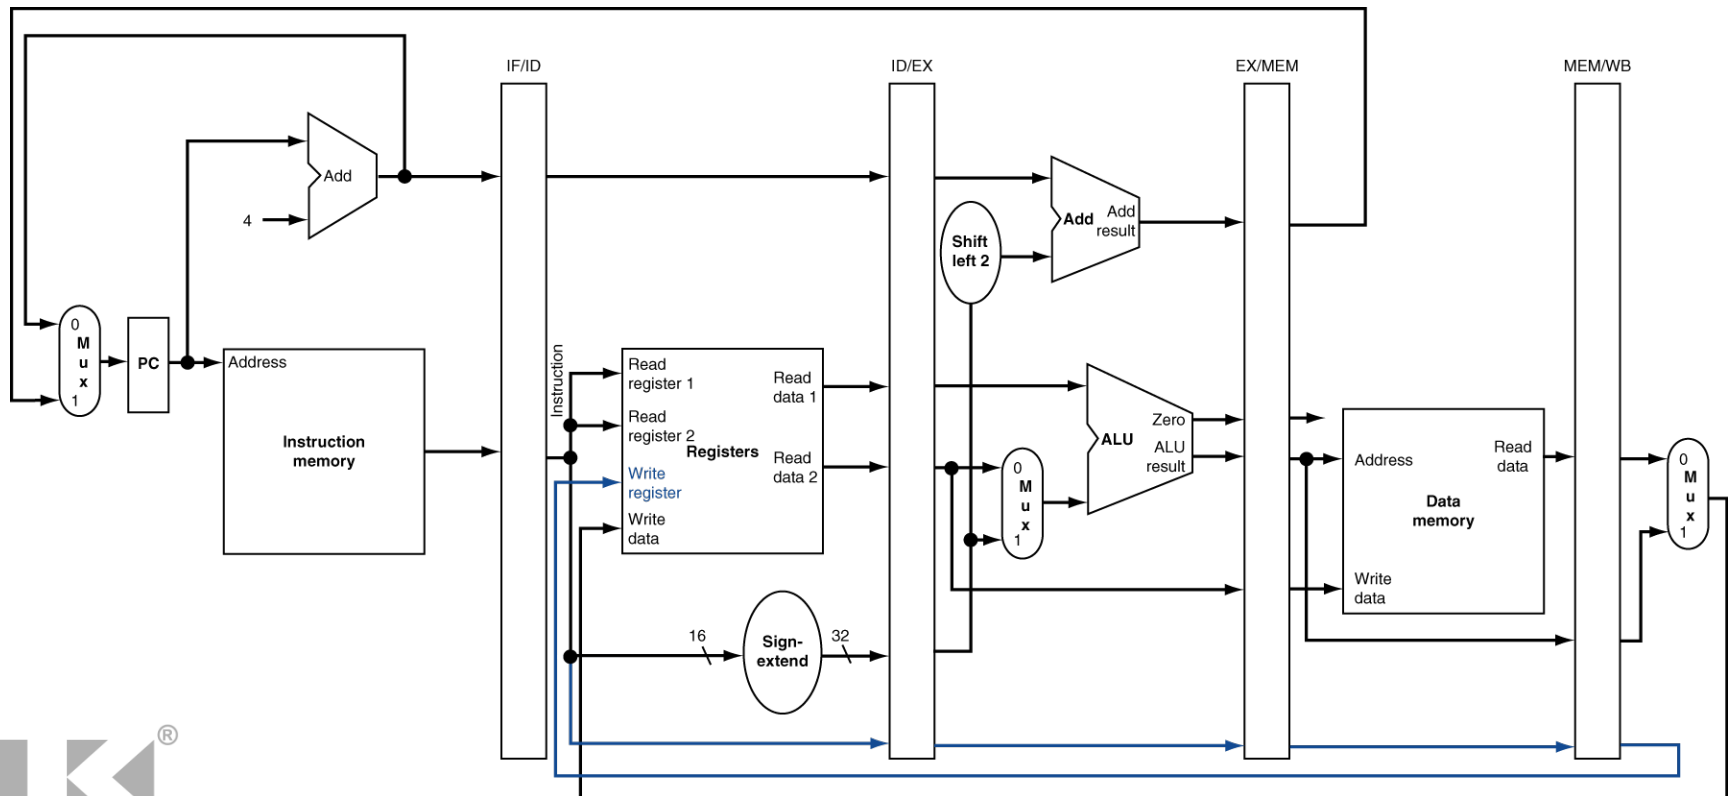 IF/ID
ID/EX
EX/MEM
MEM/WB
Add
4
Add
Add
result
Shift
left 2
0
M
u
x
1
PC
Address
Instruction
memory
Instruction
Read
register 1
Read
register 2
Write
register
Write
data
Registers
Read
data 1
Read
data 2
16
Sign-
extend
32
0
M
u
x
1
ALU
Zero
ALU
result
Address
Read
data
Data
memory
Write
data
0
M
u
x
1
®